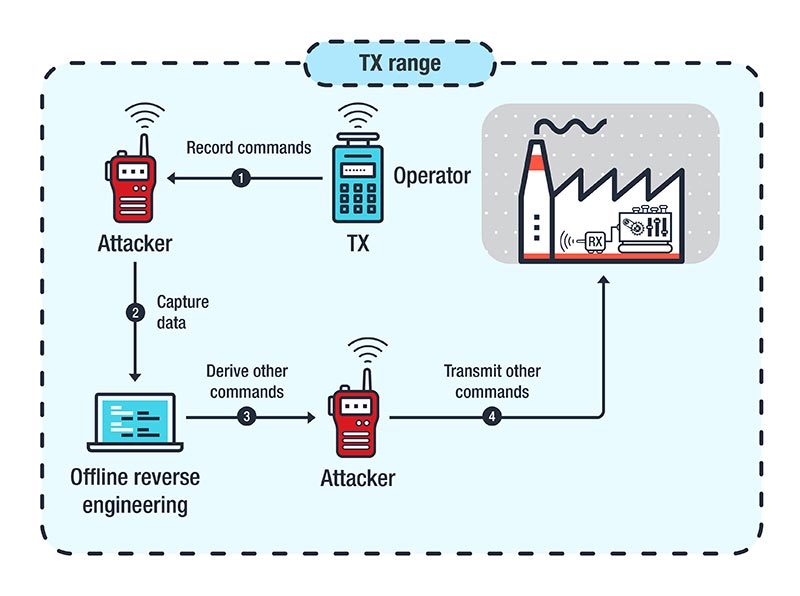 TX range
Record commands
1
Operator
Attacker
TX
RX
2
Capture
data
Derive other
commands
3
Transmit other
commands
4
Offline reverse
engineering
Attacker